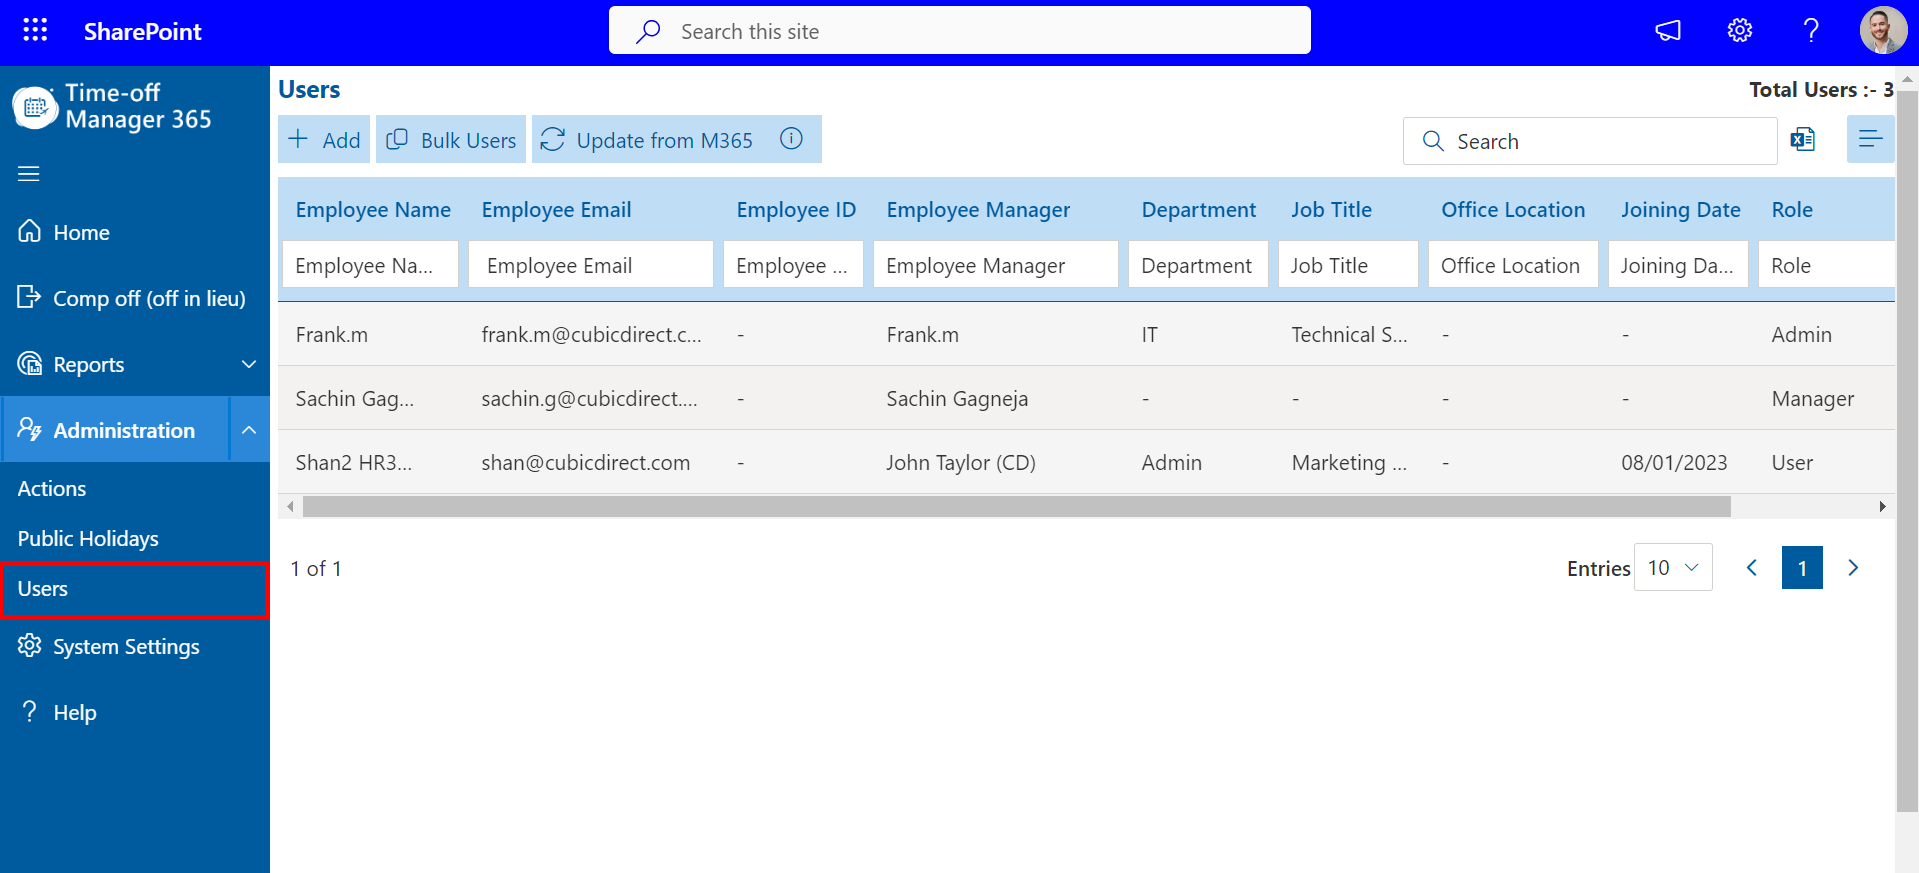 SharePoint
Search this site
Time-off
Manager 365
Home
Comp off (off in lieu)
Reports
Administration
Actions
Public Holidays
Users
System Settings
Help
Users
Total Users :- 3
Add
Bulk Users
Update from M365
Search
Employee Name Employee Email Employee ID Employee Manager Department Job Title Office Location Joining Date Role
Employee Na... Employee Email Employee ... Employee Manager Department Job Title Office Location Joining Da... Role
Frank.m frank.m@cubicdirect.c... - Frank.m IT Technical S... - - Admin
Sachin Gag... sachin.g@cubicdirect.... - Sachin Gagneja - - - - Manager
Shan2 HR3... shan@cubicdirect.com - John Taylor (CD) Admin Marketing ... - 08/01/2023 User
1 of 1
Entries 10 1